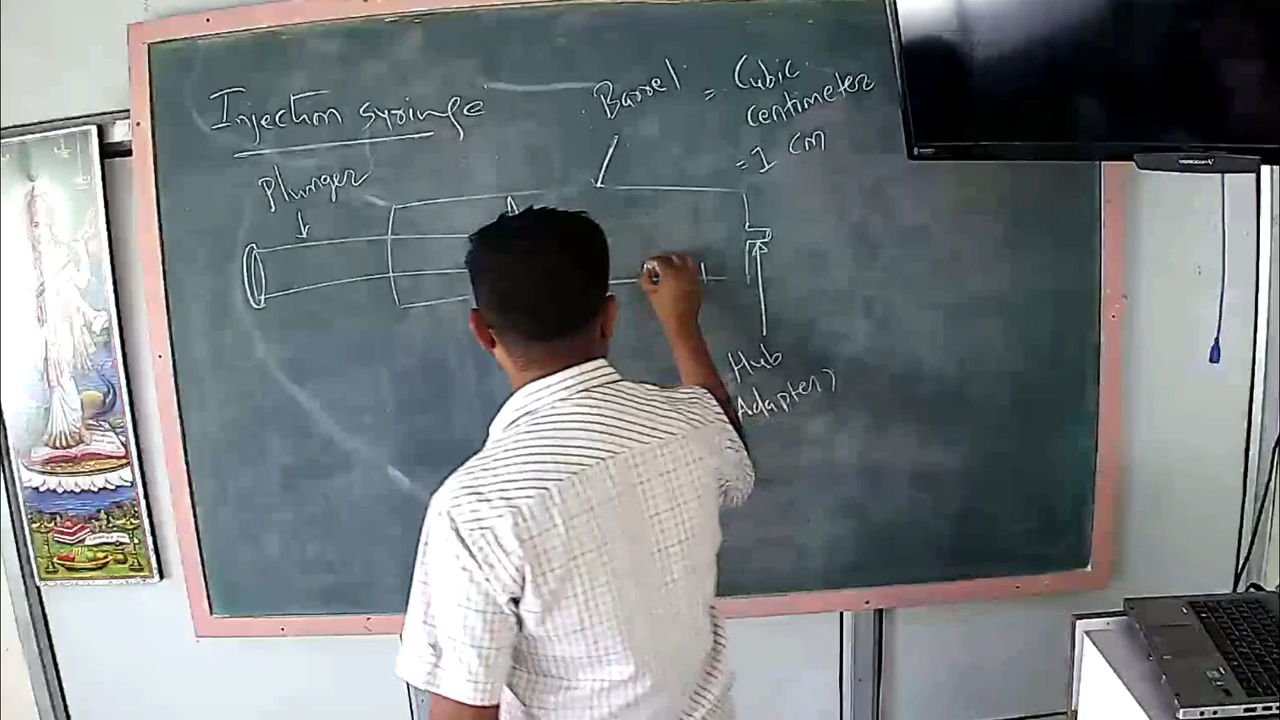 Injection syringe
Barrel = Cubic
centimeter
= 1 cm
Plunger
Hub
Adapter)